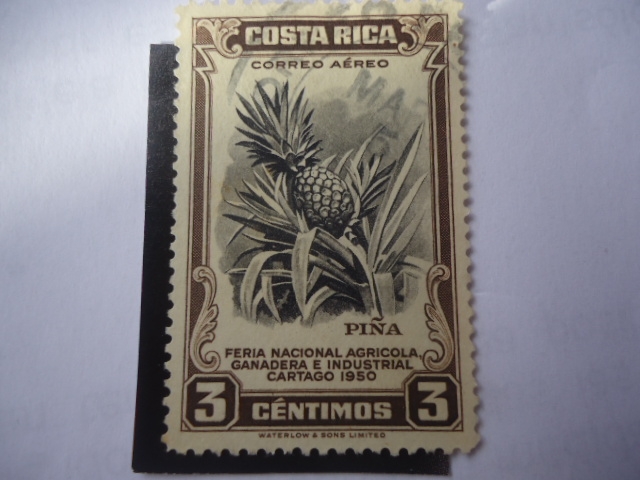 COSTA RICA
CORREO AÉREO
PIÑA
FERIA NACIONAL AGRICOLA,
GANADERA E INDUSTRIAL
CARTAGO 1950
3 CÉNTIMOS 3
WATERLOW & SONS LIMITED